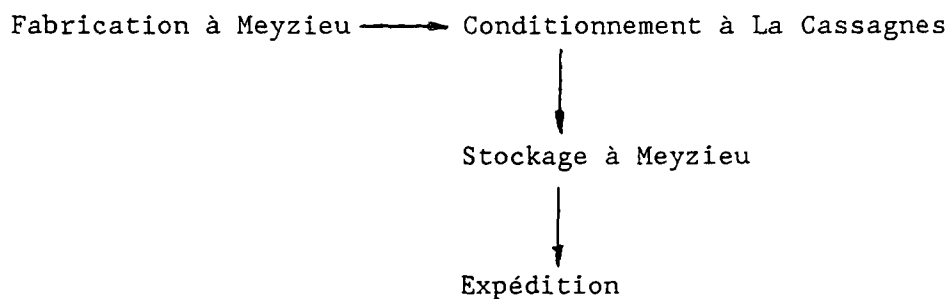 Fabrication à Meyzieu Conditionnement à La Cassagnes
Stockage à Meyzieu
Expédition